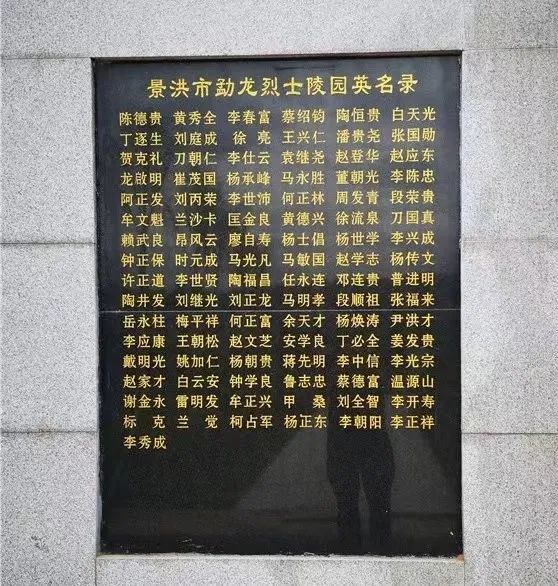 景洪市勐龙烈士陵园英名录
陈德贵 黄秀全 李春富 蔡绍钧 陶恒贵 白天光
丁逐生 刘庭成 徐亮 王兴仁 潘贵尧 张国勋
贺克礼 刀朝仁 李仕云 袁继尧 赵登华 赵应东
龙啟明 崔茂国 杨承峰 马永胜 董朝光 李陈忠
阿正发 刘丙荣 李世沛 何正林 周发青 段荣贵
牟文魁 兰沙卡 匡金良 黄德兴 徐流泉 刀国真
赖武良 昂风云 廖自寿 杨士倡 杨世学 李兴成
钟正保 时元成 马光凡 马敏国 赵学志 杨传文
许正道 李世贤 陶福昌 任永连 邓连贵 普进明
陶井发 刘继光 刘正龙 马明孝 段顺祖 张福来
岳永柱 梅平祥 何正富 余天才 杨焕涛 尹洪才
李应康 王朝松 赵文芝 安学良 丁必全 姜发贵
戴明光 姚加仁 杨朝贵 蒋先明 李中信 李光宗
赵家才 白云安 钟学良 鲁志忠 蔡德富 温源山
谢金永 雷明发 牟正兴 甲桑 刘全智 李开寿
标克 兰觉 柯占军 杨正东 李朝阳 李正祥
李秀成